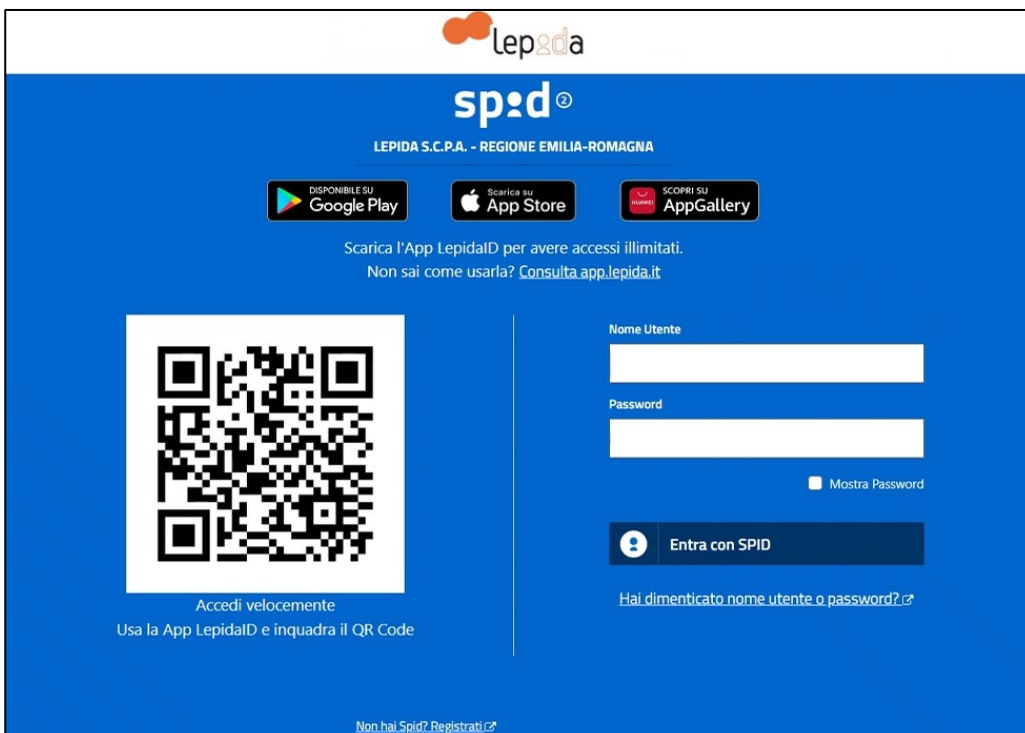 lepida
spid 2
LEPIDA S.C.P.A. - REGIONE EMILIA-ROMAGNA
DISPONIBILE SU
Google Play
Scarica su
App Store
HUAWEI
SCOPRI SU
AppGallery
Scarica l'App LepidaID per avere accessi illimitati.
Non sai come usarla? Consulta app.lepida.it
Accedi velocemente
Usa la App LepidaID e inquadra il QR Code
Nome Utente
Password
Mostra Password
Entra con SPID
Hai dimenticato nome utente o password?
Non hai Spid? Registrati